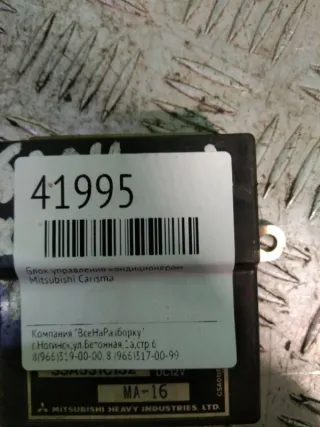 41995
Блок управления кондиционером
Mitsubishi Carisma
Компания "ВсеНаРазборку"
г.Ногинск,ул.Бетонная,1а,стр.6
8(966)319-00-00, 8 (966)317-00-99
DC12V
MA-16
MITSUBISHI HEAVY INDUSTRIES, LTD.